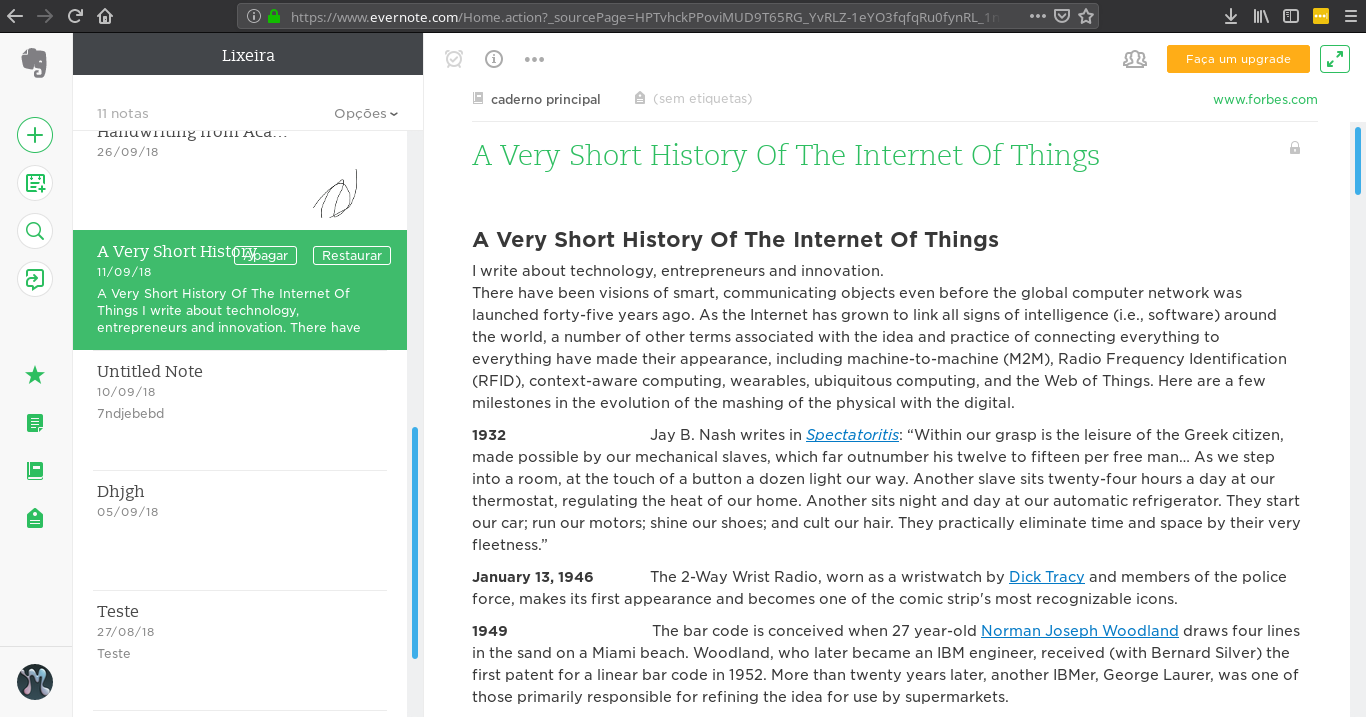 https://www.evernote.com/Home.action?_sourcePage=HPTvhckPPoviMUD9T65RG_YvRLZ-1eYO3fqfqRu0fynRL_1n
Lixeira
11 notas
Opções
Handwriting from Aca...
26/09/18
A Very Short History
Apagar
Restaurar
11/09/18
A Very Short History Of The Internet Of
Things I write about technology,
entrepreneurs and innovation. There have
Untitled Note
10/09/18
7ndjebebd
Dhjgh
05/09/18
Teste
27/08/18
Teste
Faça um upgrade
caderno principal
(sem etiquetas)
www.forbes.com
A Very Short History Of The Internet Of Things
A Very Short History Of The Internet Of Things
I write about technology, entrepreneurs and innovation.
There have been visions of smart, communicating objects even before the global computer network was
launched forty-five years ago. As the Internet has grown to link all signs of intelligence (i.e., software) around
the world, a number of other terms associated with the idea and practice of connecting everything to
everything have made their appearance, including machine-to-machine (M2M), Radio Frequency Identification
(RFID), context-aware computing, wearables, ubiquitous computing, and the Web of Things. Here are a few
milestones in the evolution of the mashing of the physical with the digital.
1932 Jay B. Nash writes in Spectatoritis: “Within our grasp is the leisure of the Greek citizen,
made possible by our mechanical slaves, which far outnumber his twelve to fifteen per free man… As we step
into a room, at the touch of a button a dozen light our way. Another slave sits twenty-four hours a day at our
thermostat, regulating the heat of our home. Another sits night and day at our automatic refrigerator. They start
our car; run our motors; shine our shoes; and cult our hair. They practically eliminate time and space by their very
fleetness.”
January 13, 1946 The 2-Way Wrist Radio, worn as a wristwatch by Dick Tracy and members of the police
force, makes its first appearance and becomes one of the comic strip's most recognizable icons.
1949 The bar code is conceived when 27 year-old Norman Joseph Woodland draws four lines
in the sand on a Miami beach. Woodland, who later became an IBM engineer, received (with Bernard Silver) the
first patent for a linear bar code in 1952. More than twenty years later, another IBMer, George Laurer, was one of
those primarily responsible for refining the idea for use by supermarkets.